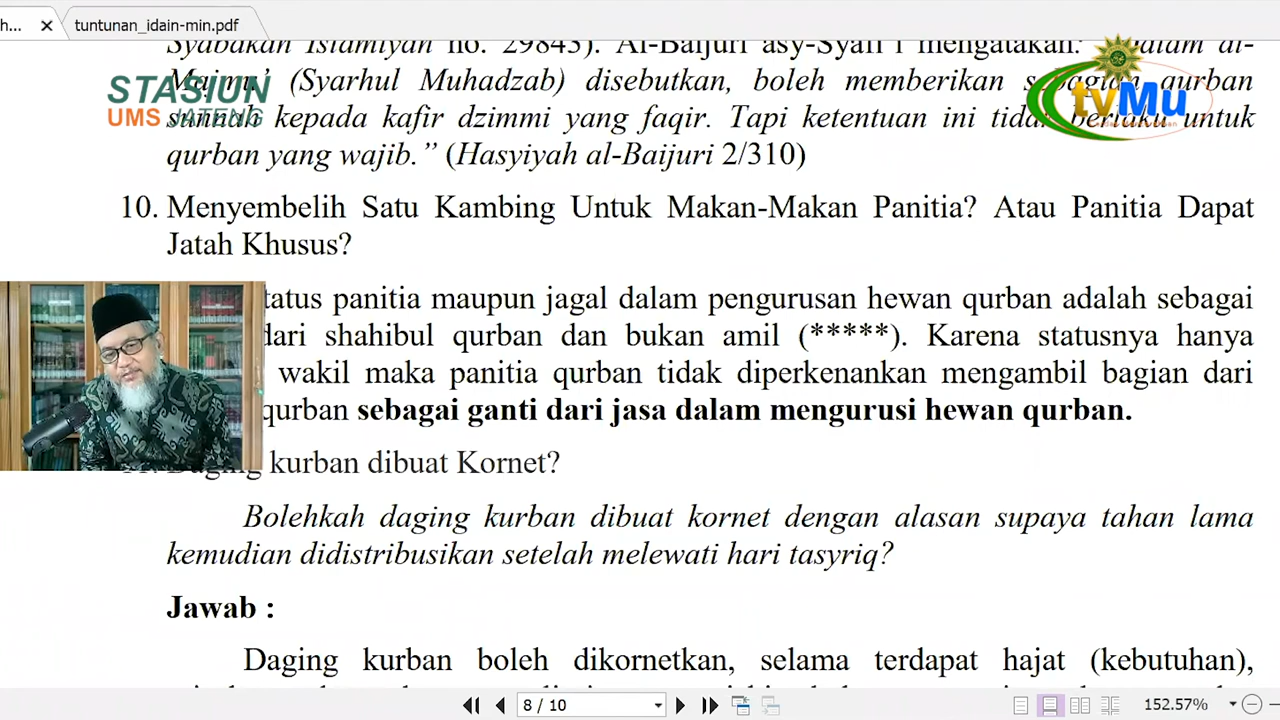 h...
tuntunan_idain-min.pdf
Syabakah Islamiyah no. 29843). Al-Baijuri asy-Syafi'i mengatakan:
Majmu' (Syarhul Muhadzab) disebutkan, boleh memberikan sebagian qurban
STASIUN
UMS JATENG
tvMu
sunnah kepada kafir dzimmi yang faqir. Tapi ketentuan ini tidak berlaku untuk
qurban yang wajib.” (Hasyiyah al-Baijuri 2/310)
10. Menyembelih Satu Kambing Untuk Makan-Makan Panitia? Atau Panitia Dapat
Jatah Khusus?
tatus panitia maupun jagal dalam pengurusan hewan qurban adalah sebagai
dari shahibul qurban dan bukan amil (*****). Karena statusnya hanya
wakil maka panitia qurban tidak diperkenankan mengambil bagian dari
qurban sebagai ganti dari jasa dalam mengurusi hewan qurban.
Daging kurban dibuat Kornet?
Bolehkah daging kurban dibuat kornet dengan alasan supaya tahan lama
kemudian didistribusikan setelah melewati hari tasyriq?
Jawab :
Daging kurban boleh dikornetkan, selama terdapat hajat (kebutuhan),
8 / 10
152.57%